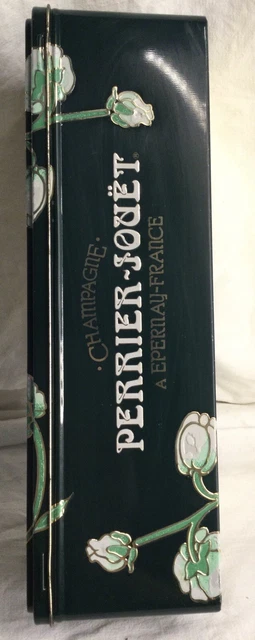 · CHAMPAGNE ·
PERRIER-JOUËT
A EPERNAY-FRANCE